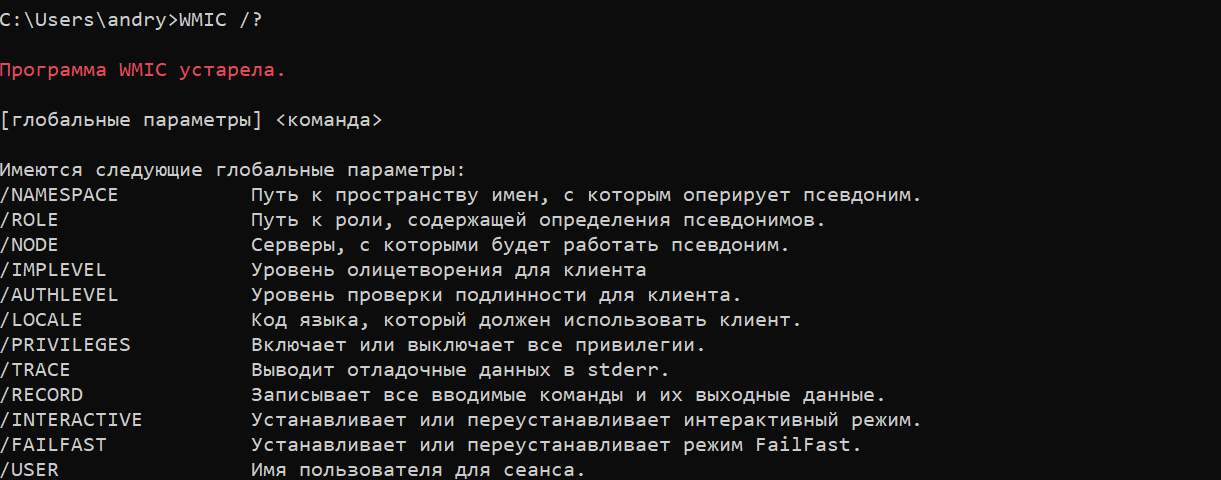 C:\Users\andry>WMIC /?
Программа WMIC устарела.
[глобальные параметры] <команда>
Имеются следующие глобальные параметры:
/NAMESPACE Путь к пространству имен, с которым оперирует псевдоним.
/ROLE Путь к роли, содержащей определения псевдонимов.
/NODE Серверы, с которыми будет работать псевдоним.
/IMPLEVEL Уровень олицетворения для клиента
/AUTHLEVEL Уровень проверки подлинности для клиента.
/LOCALE Код языка, который должен использовать клиент.
/PRIVILEGES Включает или выключает все привилегии.
/TRACE Выводит отладочные данных в stderr.
/RECORD Записывает все вводимые команды и их выходные данные.
/INTERACTIVE Устанавливает или переустанавливает интерактивный режим.
/FAILFAST Устанавливает или переустанавливает режим FailFast.
/USER Имя пользователя для сеанса.